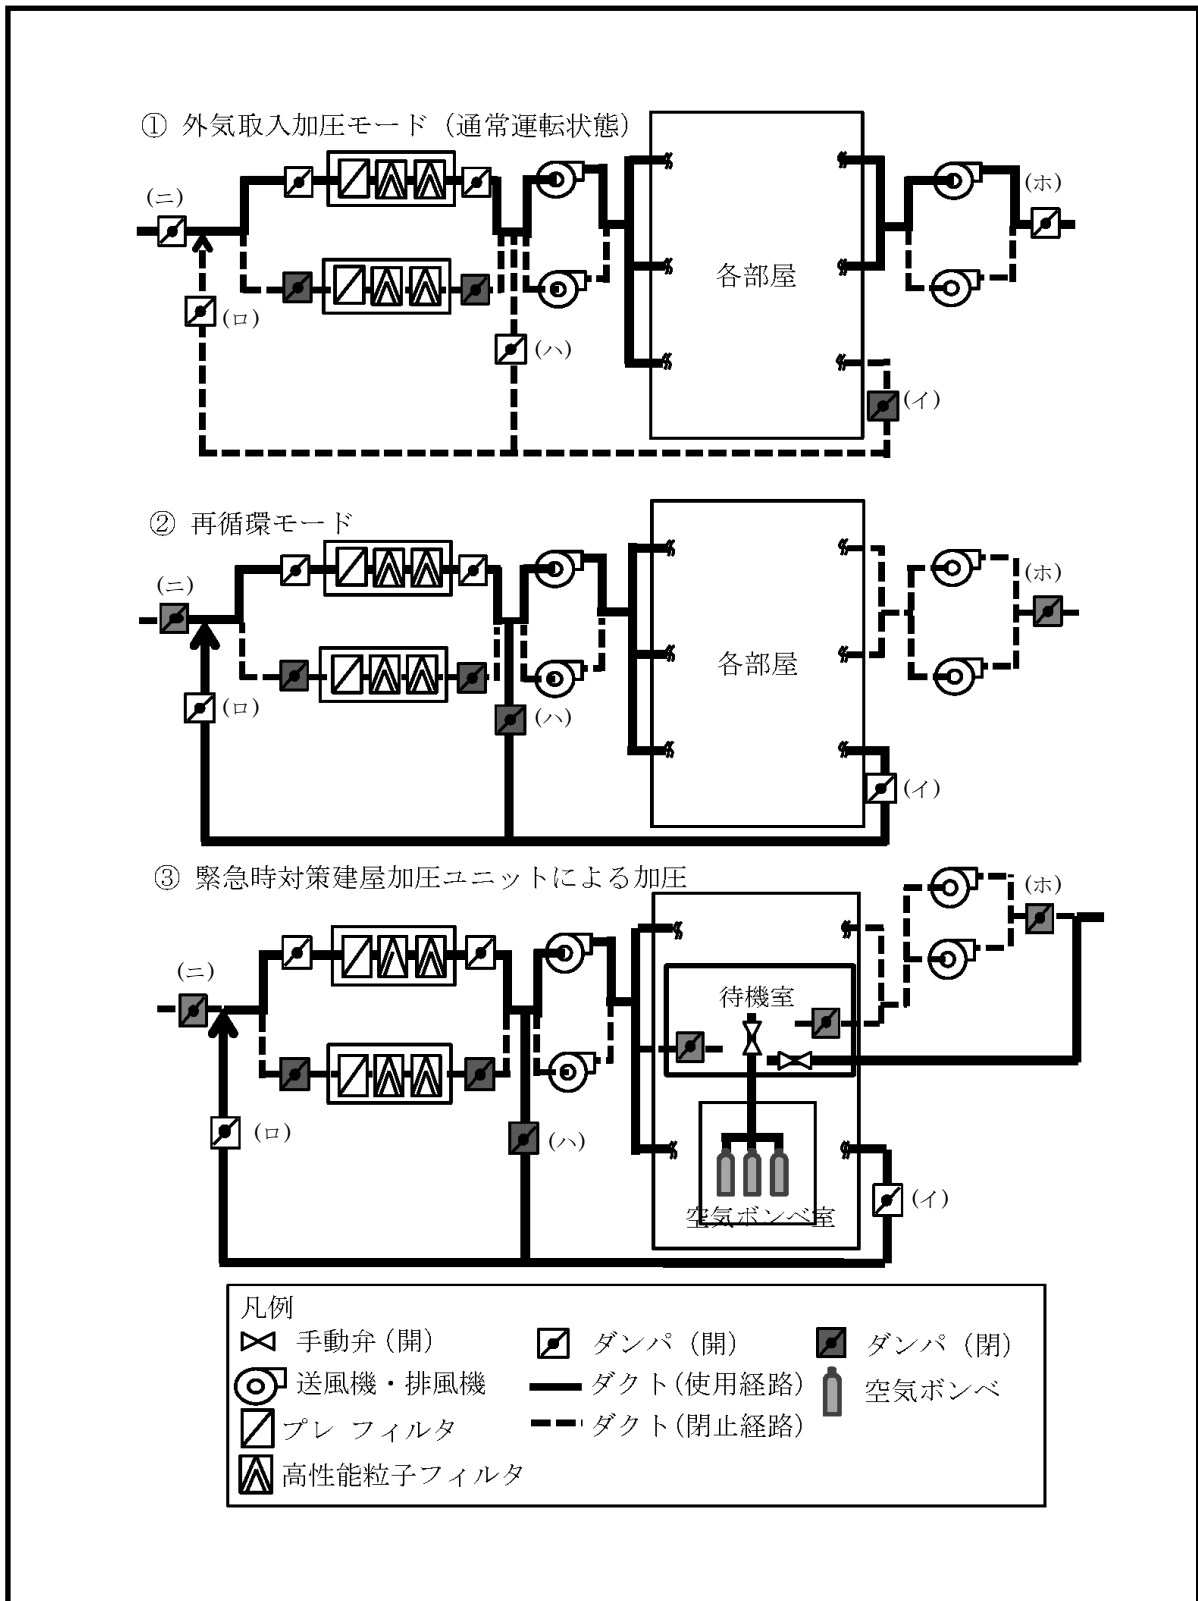 ① 外気取入加圧モード（通常運転状態）
(ニ)
(ホ)
各部屋
(ロ)
(ハ)
(イ)
② 再循環モード
(ニ)
(ホ)
各部屋
(ロ)
(ハ)
(イ)
③ 緊急時対策建屋加圧ユニットによる加圧
(ホ)
(ニ)
待機室
(ロ)
(ハ)
(イ)
空気ボンベ室
凡例
手動弁(開)
ダンパ（開）
ダンパ（閉）
送風機・排風機
ダクト(使用経路)
空気ボンベ
プレ フィルタ
ダクト(閉止経路)
高性能粒子フィルタ